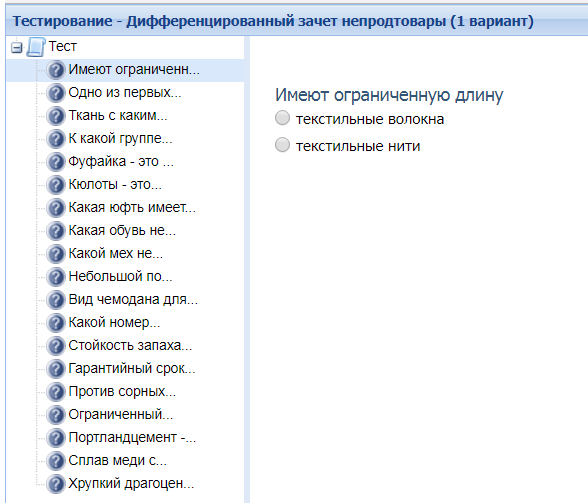 Тестирование - Дифференцированный зачет непродтовары (1 вариант)
Тест
Имеют ограниченн...
Одно из первых...
Ткань с каким...
К какой группе...
Фуфайка - это ...
Кюлоты - это...
Какая юфть имеет...
Какая обувь не...
Какой мех не...
Небольшой по...
Вид чемодана для...
Какой номер...
Стойкость запаха...
Гарантийный срок...
Против сорных...
Ограниченный...
Портландцемент -...
Сплав меди с...
Хрупкий драгоцен...
Имеют ограниченную длину
текстильные волокна
текстильные нити